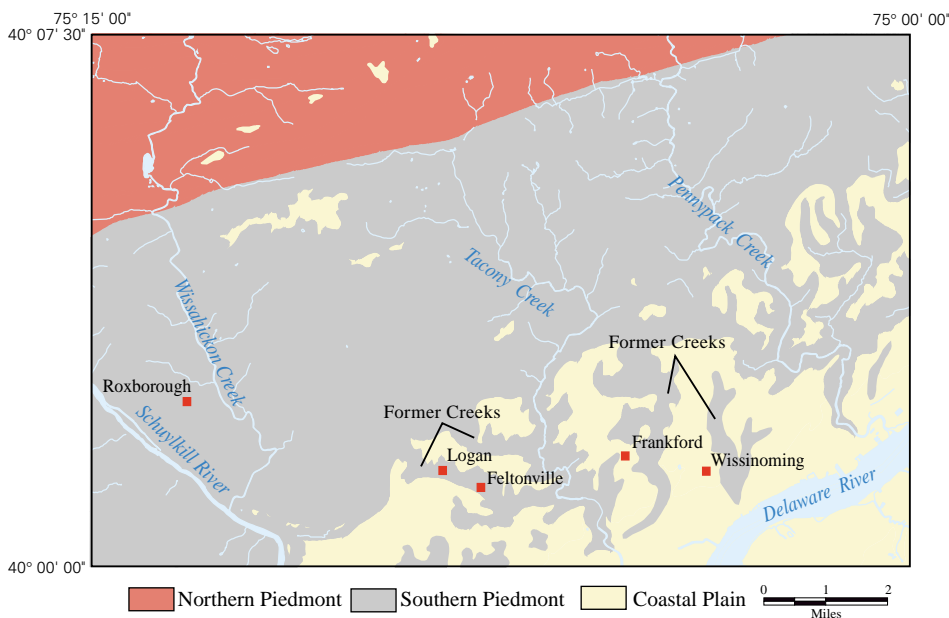 75° 15' 00"
75° 00' 00"
40° 07' 30"
Pennypack Creek
Tacony Creek
Wissahickon Creek
Former Creeks
Roxborough
Former Creeks
Schuylkill River
Logan
Frankford
Wissinoming
Feltonville
Delaware River
40° 00' 00"
Northern Piedmont
Southern Piedmont
Coastal Plain
0 1 2
Miles